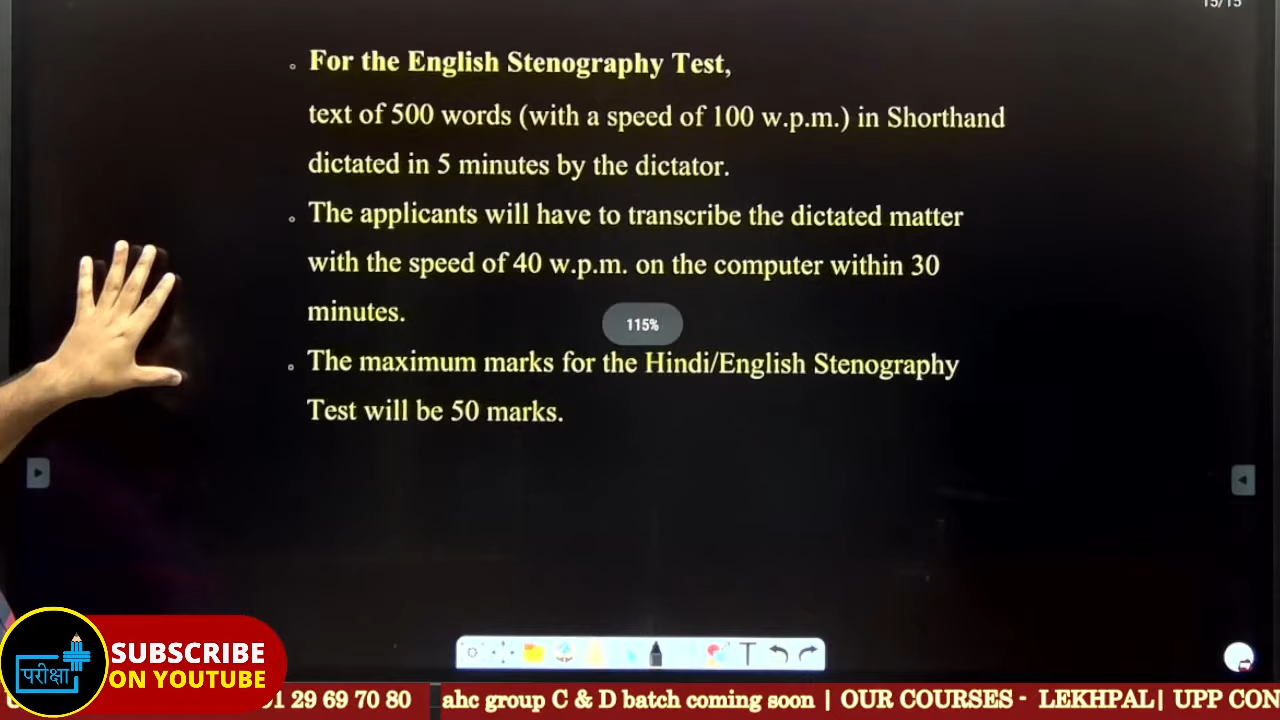 15/15
For the English Stenography Test,
text of 500 words (with a speed of 100 w.p.m.) in Shorthand
dictated in 5 minutes by the dictator.
The applicants will have to transcribe the dictated matter
with the speed of 40 w.p.m. on the computer within 30
minutes.
115%
The maximum marks for the Hindi/English Stenography
Test will be 50 marks.
T
परीक्षा
SUBSCRIBE
ON YOUTUBE
29 69 70 80 ahc group C & D batch coming soon | OUR COURSES - LEKHPAL| UPP CON